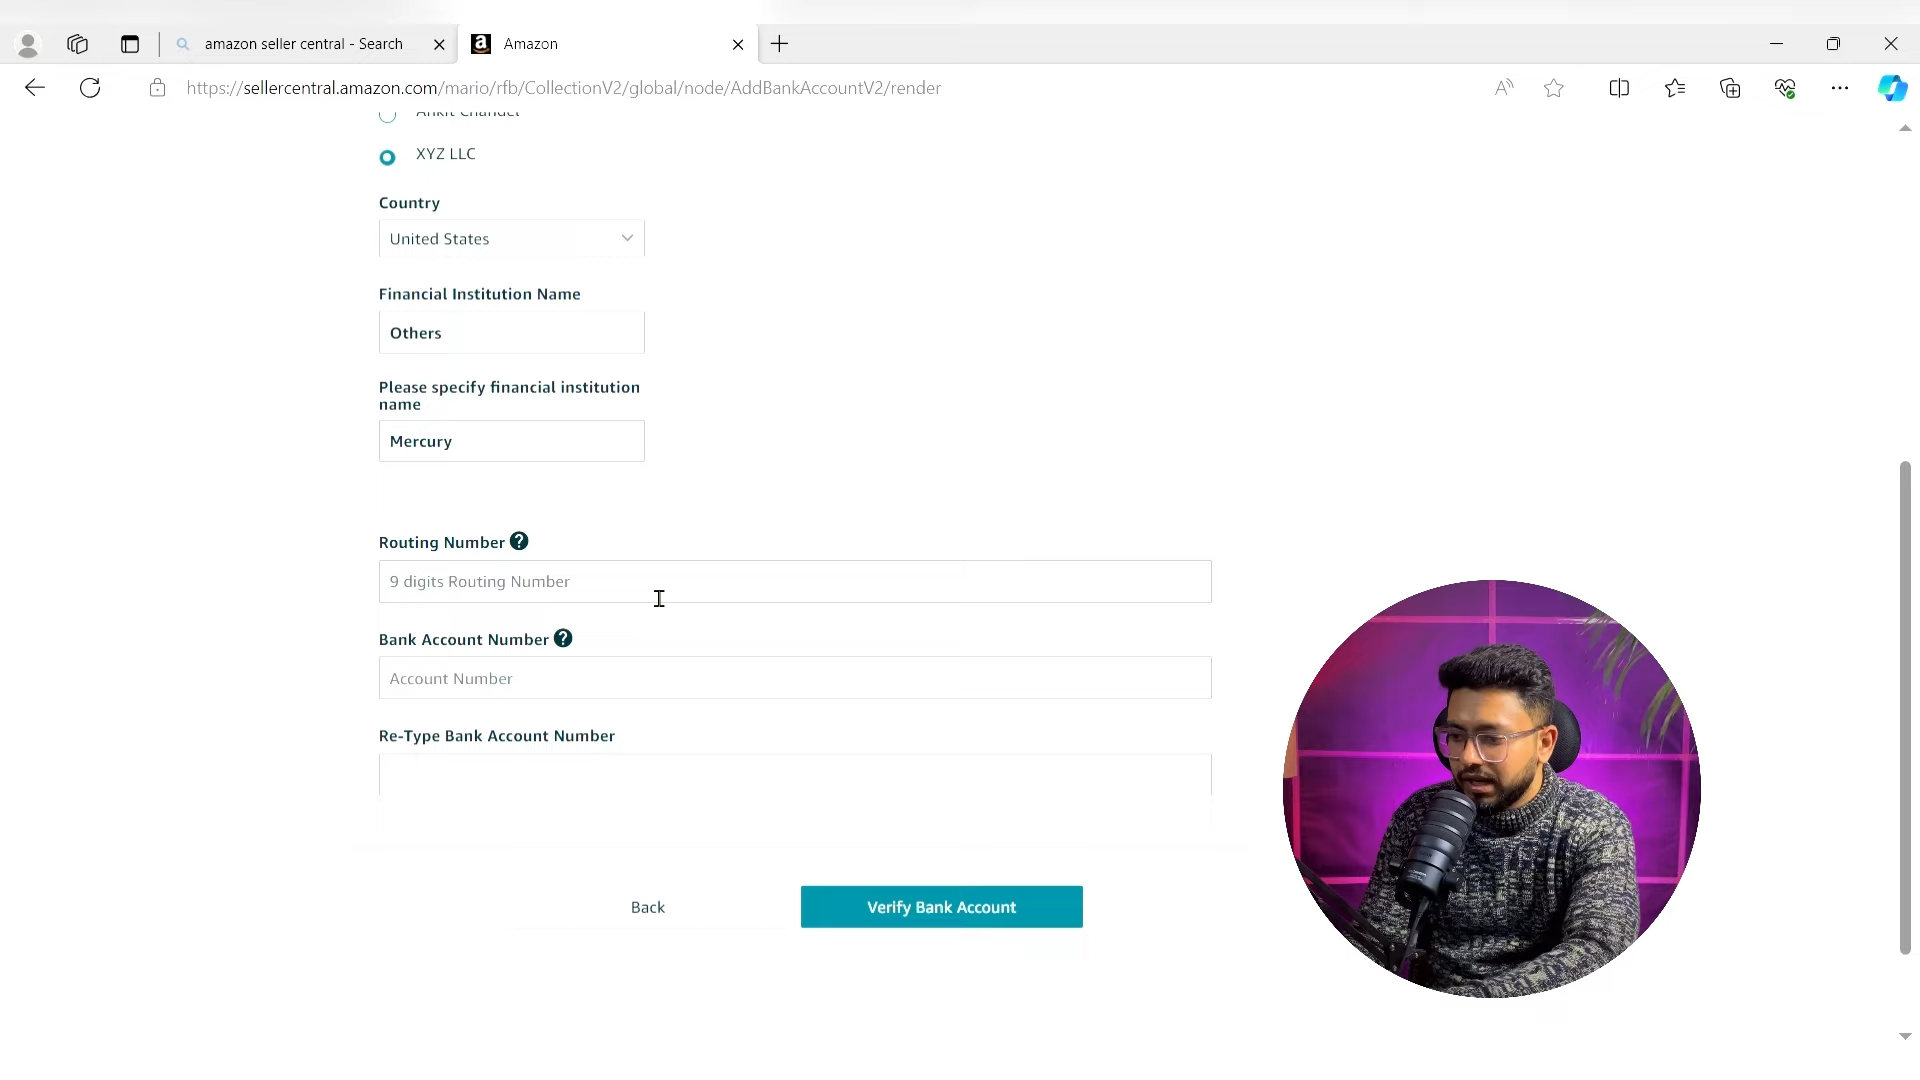 amazon seller central - Search
Amazon
https://sellercentral.amazon.com/mario/rfb/CollectionV2/global/node/AddBankAccountV2/render
Ankit Chandel
XYZ LLC
Country
United States
Financial Institution Name
Others
Please specify financial institution
name
Mercury
Routing Number ?
9 digits Routing Number
Bank Account Number ?
Account Number
Re-Type Bank Account Number
Back
Verify Bank Account